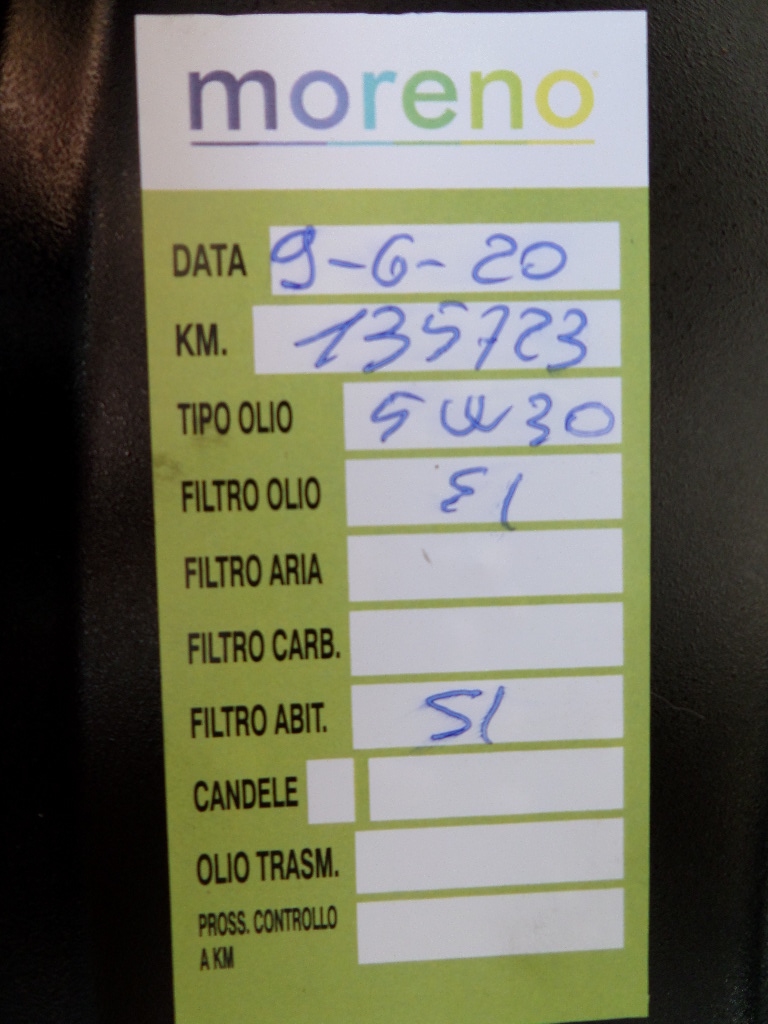 moreno
DATA 9-6-20
KM. 135723
TIPO OLIO 5W30
FILTRO OLIO SI
FILTRO ARIA
FILTRO CARB.
FILTRO ABIT. SI
CANDELE
OLIO TRASM.
PROSS. CONTROLLO
A KM